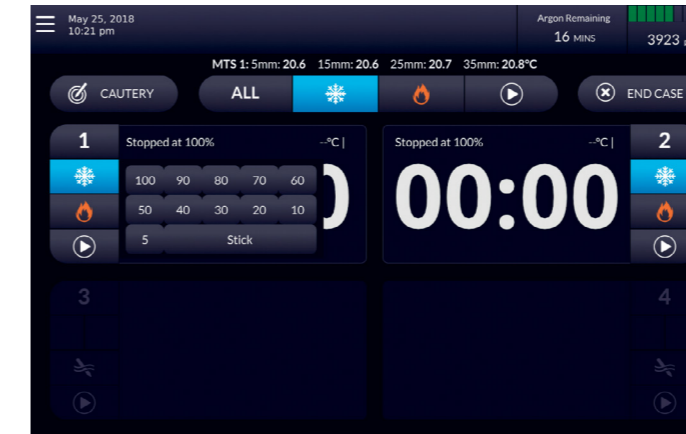 May 25, 2018
10:21 pm
Argon Remaining
16 MINS
3923
MTS 1: 5mm: 20.6 15mm: 20.6 25mm: 20.7 35mm: 20.8°C
CAUTERY
ALL
END CASE
1
Stopped at 100%
--°C |
100 90 80 70 60
50 40 30 20 10
5 Stick
0
Stopped at 100%
--°C |
2
00:00
3
4